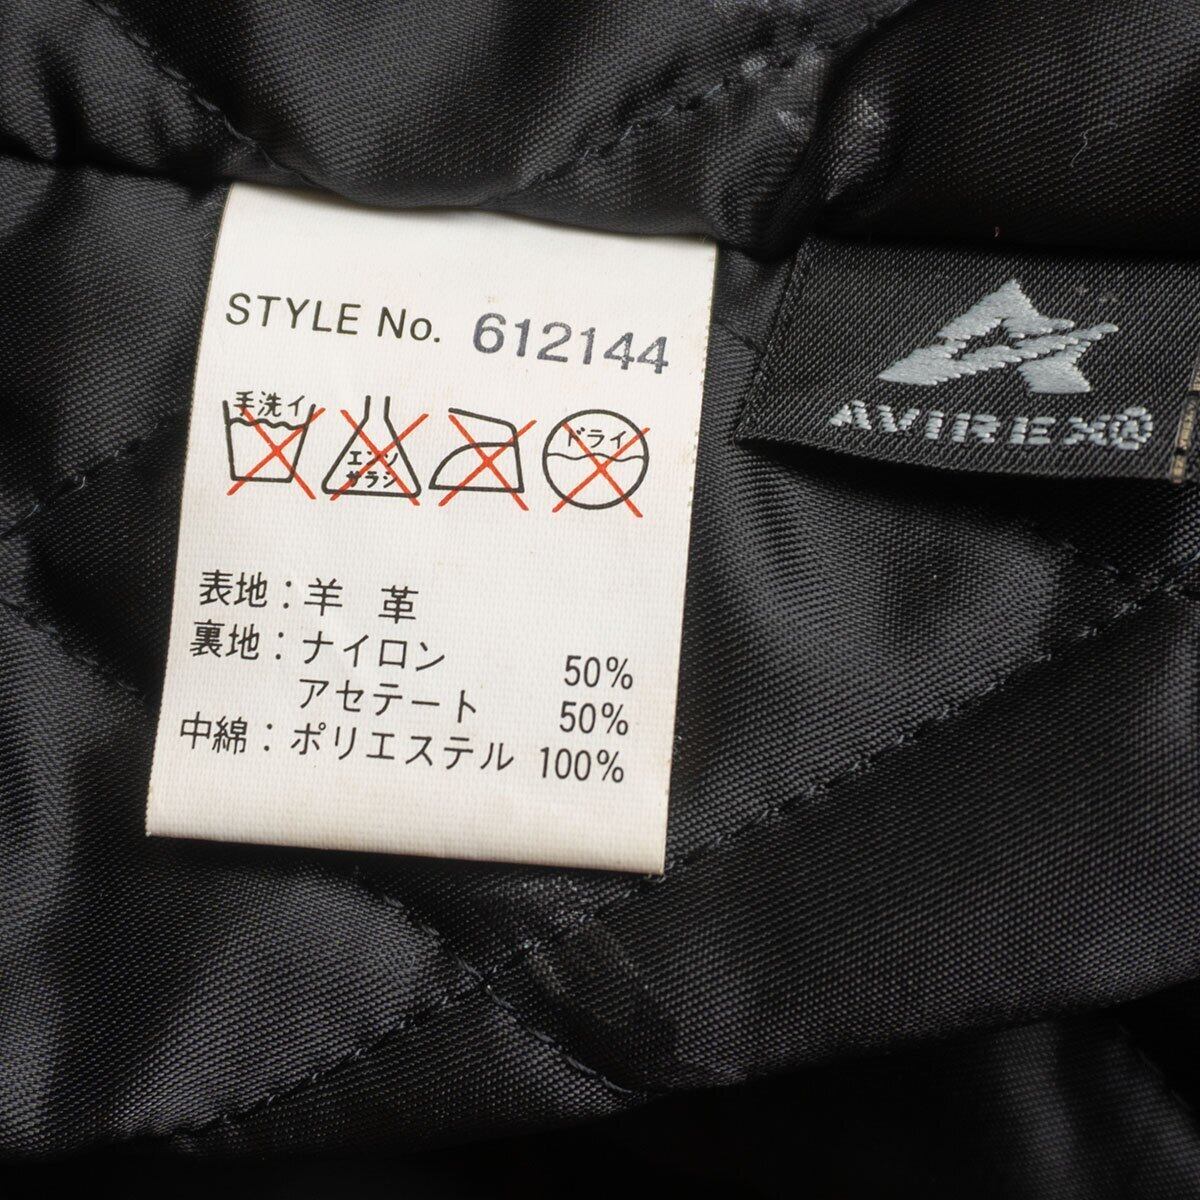 STYLE No. 612144
手洗イ
エンソ
サラシ
ドライ
表地：羊 革
裏地：ナイロン 50%
アセテート 50%
中綿：ポリエステル 100%
AVIREX®